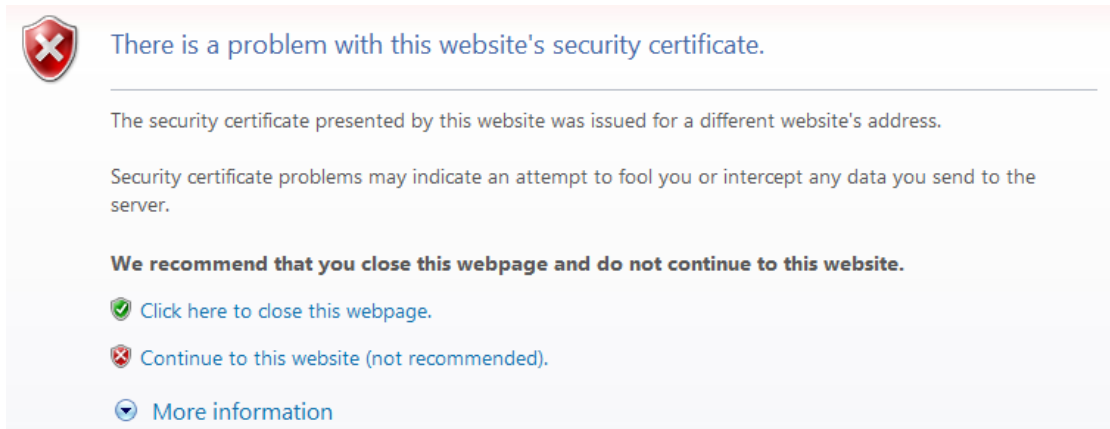 There is a problem with this website's security certificate.
The security certificate presented by this website was issued for a different website's address.
Security certificate problems may indicate an attempt to fool you or intercept any data you send to the
server.
We recommend that you close this webpage and do not continue to this website.
Click here to close this webpage.
Continue to this website (not recommended).
More information